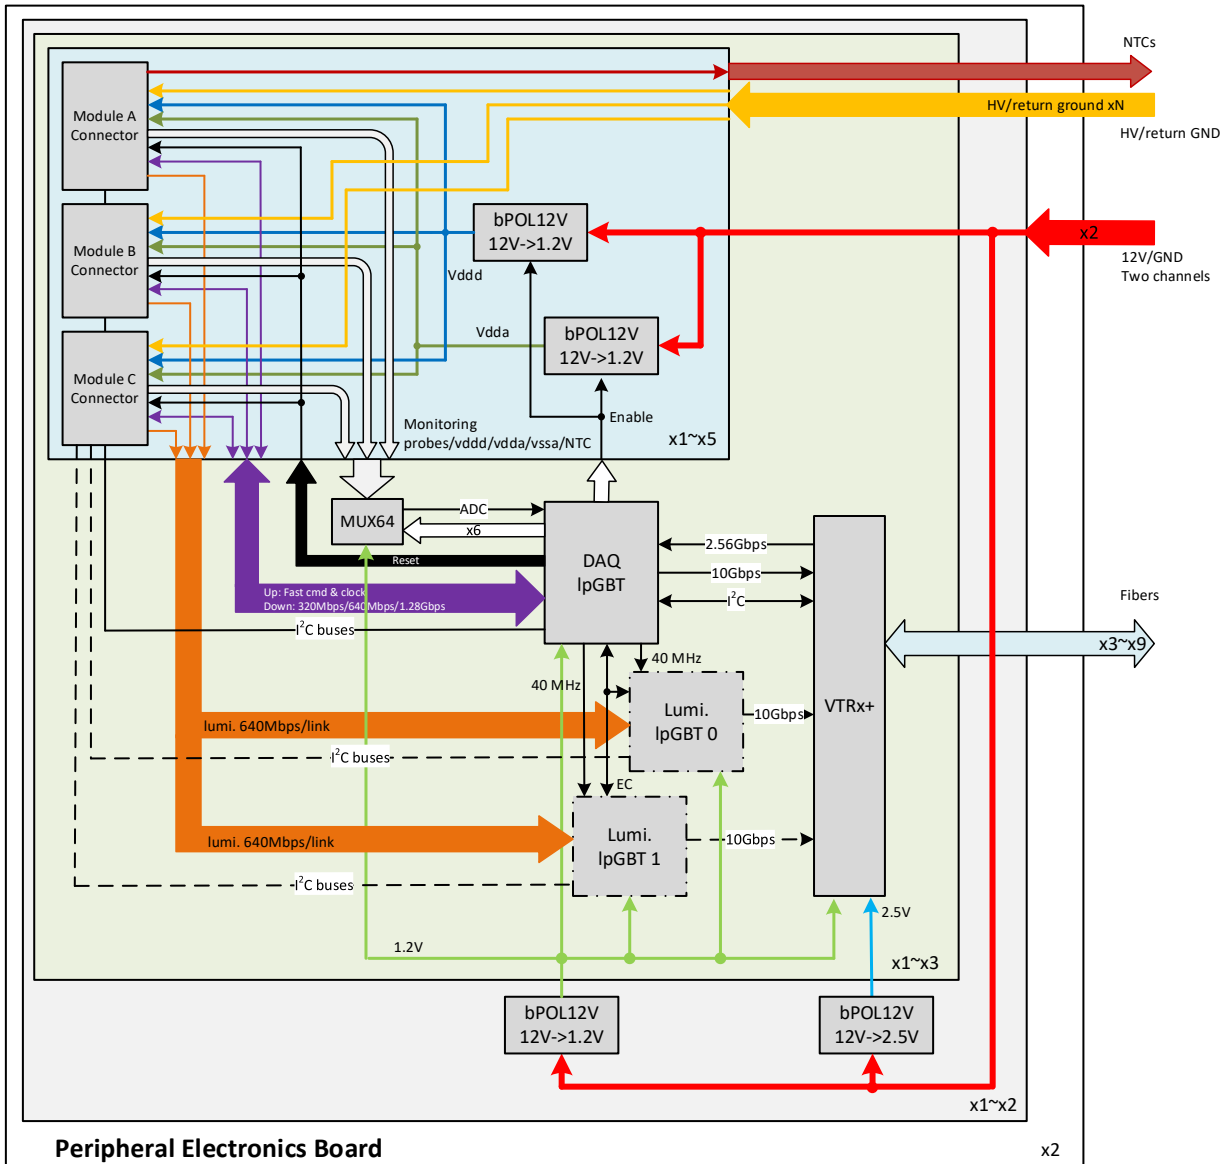 NTCs
HV/return ground xN
HV/return GND
Module A
Connector
Module B
Connector
Module C
Connector
bPOL12V
12V->1.2V
Vddd
x2
12V/GND
Two channels
Vdda
bPOL12V
12V->1.2V
Enable
Monitoring
probes/vddd/vdda/vssa/NTC
x1~x5
MUX64
ADC
x6
Reset
DAQ
lpGBT
2.56Gbps
10Gbps
I²C
Up: Fast cmd & clock
Down: 320Mbps/640Mbps/1.28Gbps
I²C buses
Fibers
x3~x9
40 MHz
40 MHz
VTRx+
Lumi.
lpGBT 0
10Gbps
lumi. 640Mbps/link
I²C buses
EC
Lumi.
lpGBT 1
10Gbps
lumi. 640Mbps/link
I²C buses
2.5V
1.2V
x1~x3
bPOL12V
12V->1.2V
bPOL12V
12V->2.5V
x1~x2
Peripheral Electronics Board
x2